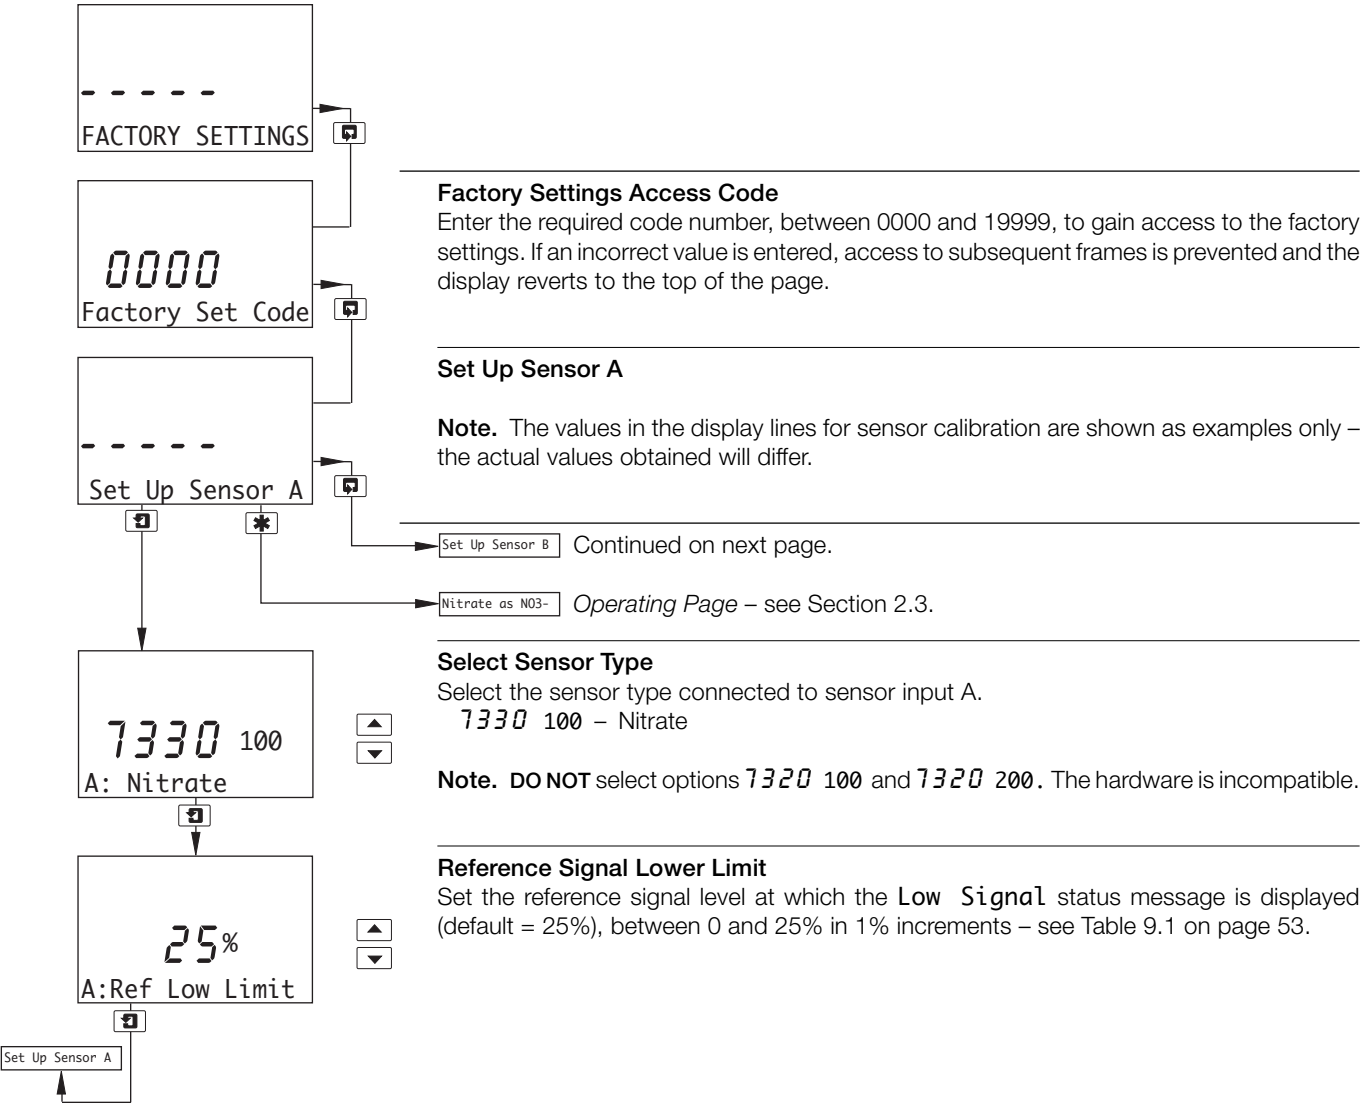 - - - - -
FACTORY SETTINGS
Factory Settings Access Code
Enter the required code number, between 0000 and 19999, to gain access to the factory
settings. If an incorrect value is entered, access to subsequent frames is prevented and the
display reverts to the top of the page.
0000
Factory Set Code
Set Up Sensor A
Note. The values in the display lines for sensor calibration are shown as examples only –
the actual values obtained will differ.
- - - - -
Set Up Sensor A
Set Up Sensor B Continued on next page.
Nitrate as NO3- Operating Page – see Section 2.3.
Select Sensor Type
Select the sensor type connected to sensor input A.
7330 100 – Nitrate
7330 100
A: Nitrate
Note. DO NOT select options 7320 100 and 7320 200. The hardware is incompatible.
Reference Signal Lower Limit
Set the reference signal level at which the Low Signal status message is displayed
(default = 25%), between 0 and 25% in 1% increments – see Table 9.1 on page 53.
25%
A:Ref Low Limit
Set Up Sensor A